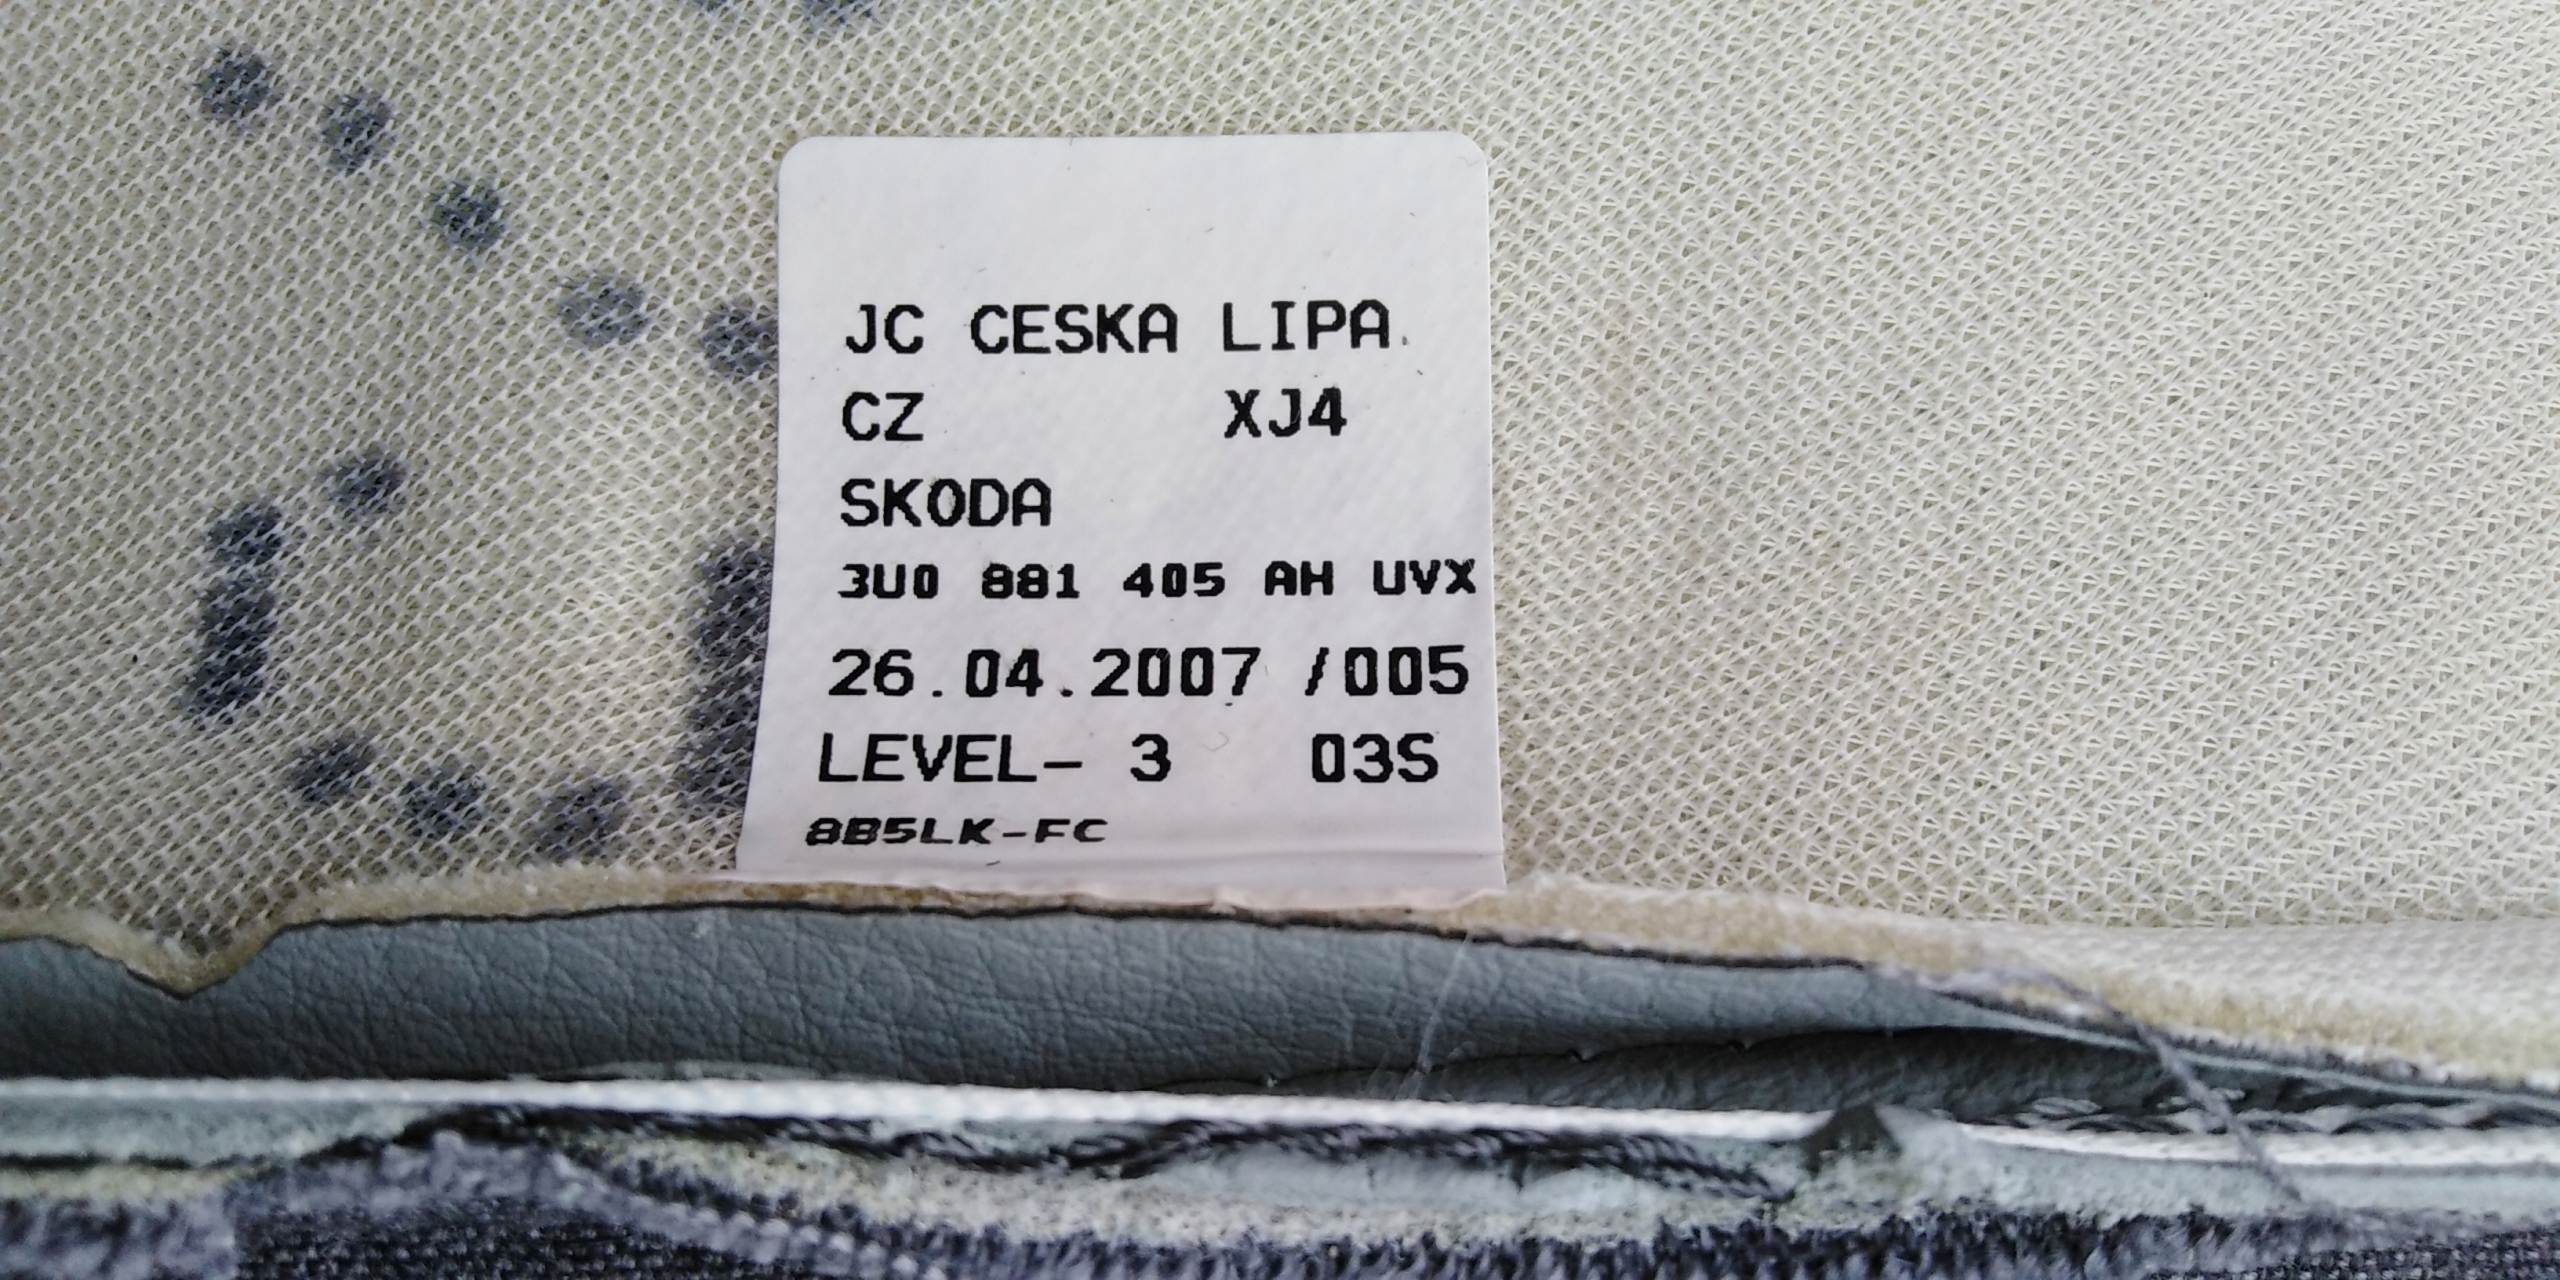 JC CESKA LIPA
CZ XJ4
SKODA
3U0 881 405 AH UVX
26.04.2007 /005
LEVEL- 3 03S
8B5LK-FC